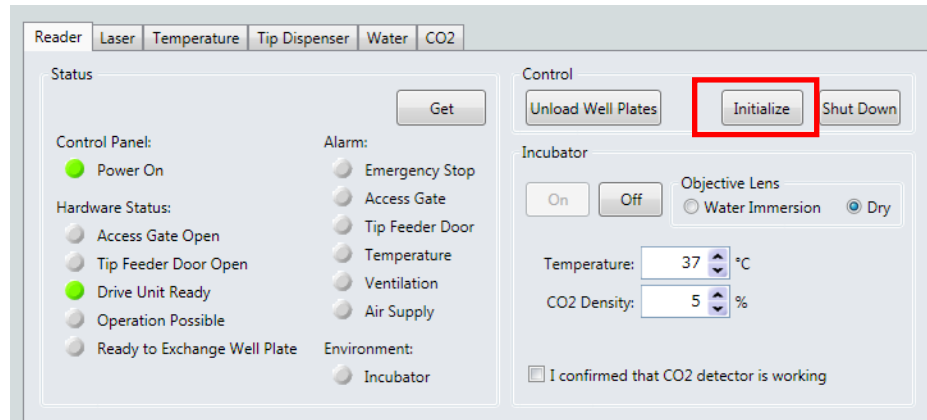 Reader Laser Temperature Tip Dispenser Water CO2
Status
Get
Control Panel:
Power On
Hardware Status:
Access Gate Open
Tip Feeder Door Open
Drive Unit Ready
Operation Possible
Ready to Exchange Well Plate
Alarm:
Emergency Stop
Access Gate
Tip Feeder Door
Temperature
Ventilation
Air Supply
Environment:
Incubator
Control
Unload Well Plates Initialize Shut Down
Incubator
On Off
Objective Lens
Water Immersion Dry
Temperature: 37 °C
CO2 Density: 5 %
I confirmed that CO2 detector is working